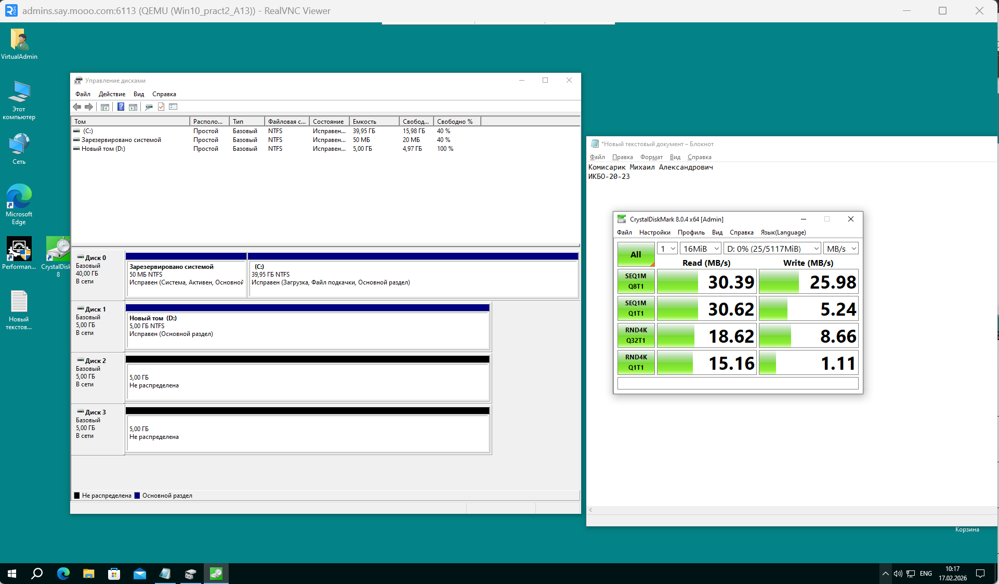 admins.say.mooo.com:6113 (QEMU (Win10_pract2_A13)) - RealVNC Viewer
VirtualAdmin
Этот
компьютер
Сеть
Microsoft
Edge
Performan...
CrystalDisk
8
Новый
текстов...
Управление дисками
Файл Действие Вид Справка
Том Располо... Тип Файловая с... Состояние Емкость Свобод... Свободно %
(C:) Простой Базовый NTFS Исправен... 39,95 ГБ 15,98 ГБ 40 %
Зарезервировано системой Простой Базовый NTFS Исправен... 50 МБ 20 МБ 40 %
Новый том (D:) Простой Базовый NTFS Исправен... 5,00 ГБ 4,97 ГБ 100 %
Диск 0
Базовый
40,00 ГБ
В сети
Зарезервировано системой
50 МБ NTFS
Исправен (Система, Активен, Основной
(C:)
39,95 ГБ NTFS
Исправен (Загрузка, Файл подкачки, Основной раздел)
Диск 1
Базовый
5,00 ГБ
В сети
Новый том (D:)
5,00 ГБ NTFS
Исправен (Основной раздел)
Диск 2
Базовый
5,00 ГБ
В сети
5,00 ГБ
Не распределена
Диск 3
Базовый
5,00 ГБ
В сети
5,00 ГБ
Не распределена
Не распределена Основной раздел
*Новый текстовый документ – Блокнот
Файл Правка Формат Вид Справка
Комисарик Михаил Александрович
ИКБО-20-23
CrystalDiskMark 8.0.4 x64 [Admin]
Файл Настройки Профиль Вид Справка Язык(Language)
All 1 16MiB D: 0% (25/5117MiB) MB/s
Read (MB/s) Write (MB/s)
SEQ1M
Q8T1
30.39 25.98
SEQ1M
Q1T1
30.62 5.24
RND4K
Q32T1
18.62 8.66
RND4K
Q1T1
15.16 1.11
Корзина
ENG
10:17
17.02.2026